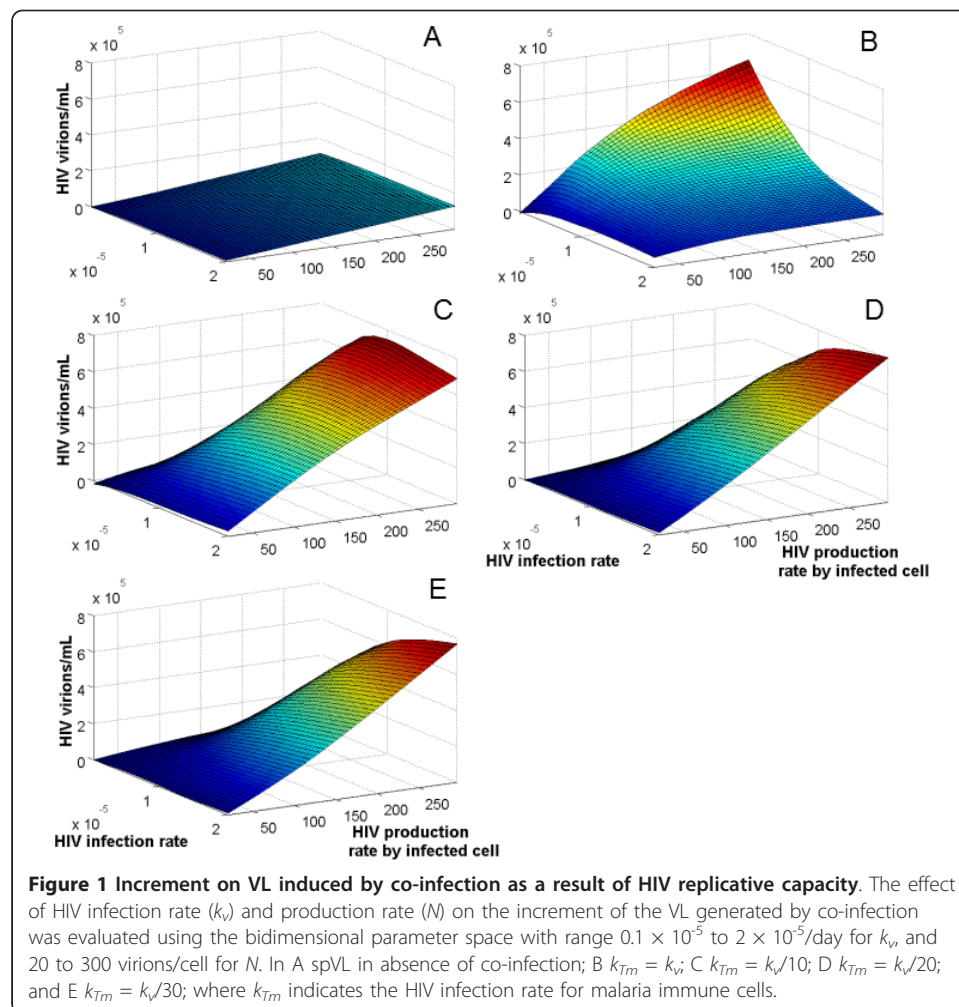 A
x 10 5
8
6
4
2
0
HIV virions/mL
x 10 -5
1
2
50 100 150 200 250
B
x 10 5
8
6
4
2
0
x 10 -5
1
2
50 100 150 200 250
C
x 10 5
8
6
4
2
0
HIV virions/mL
x 10 -5
1
2
50 100 150 200 250
D
x 10 5
8
6
4
2
0
x 10 -5
1
2
50 100 150 200 250
HIV infection rate
HIV production
rate by infected cell
E
x 10 5
8
6
4
2
0
HIV virions/mL
x 10 -5
1
2
50 100 150 200 250
HIV infection rate
HIV production
rate by infected cell
Figure 1 Increment on VL induced by co-infection as a result of HIV replicative capacity. The effect
of HIV infection rate (kv) and production rate (N) on the increment of the VL generated by co-infection
was evaluated using the bidimensional parameter space with range 0.1 × 10-5 to 2 × 10-5/day for kv, and
20 to 300 virions/cell for N. In A spVL in absence of co-infection; B kTm = kv; C kTm = kv/10; D kTm = kv/20;
and E kTm = kv/30; where kTm indicates the HIV infection rate for malaria immune cells.